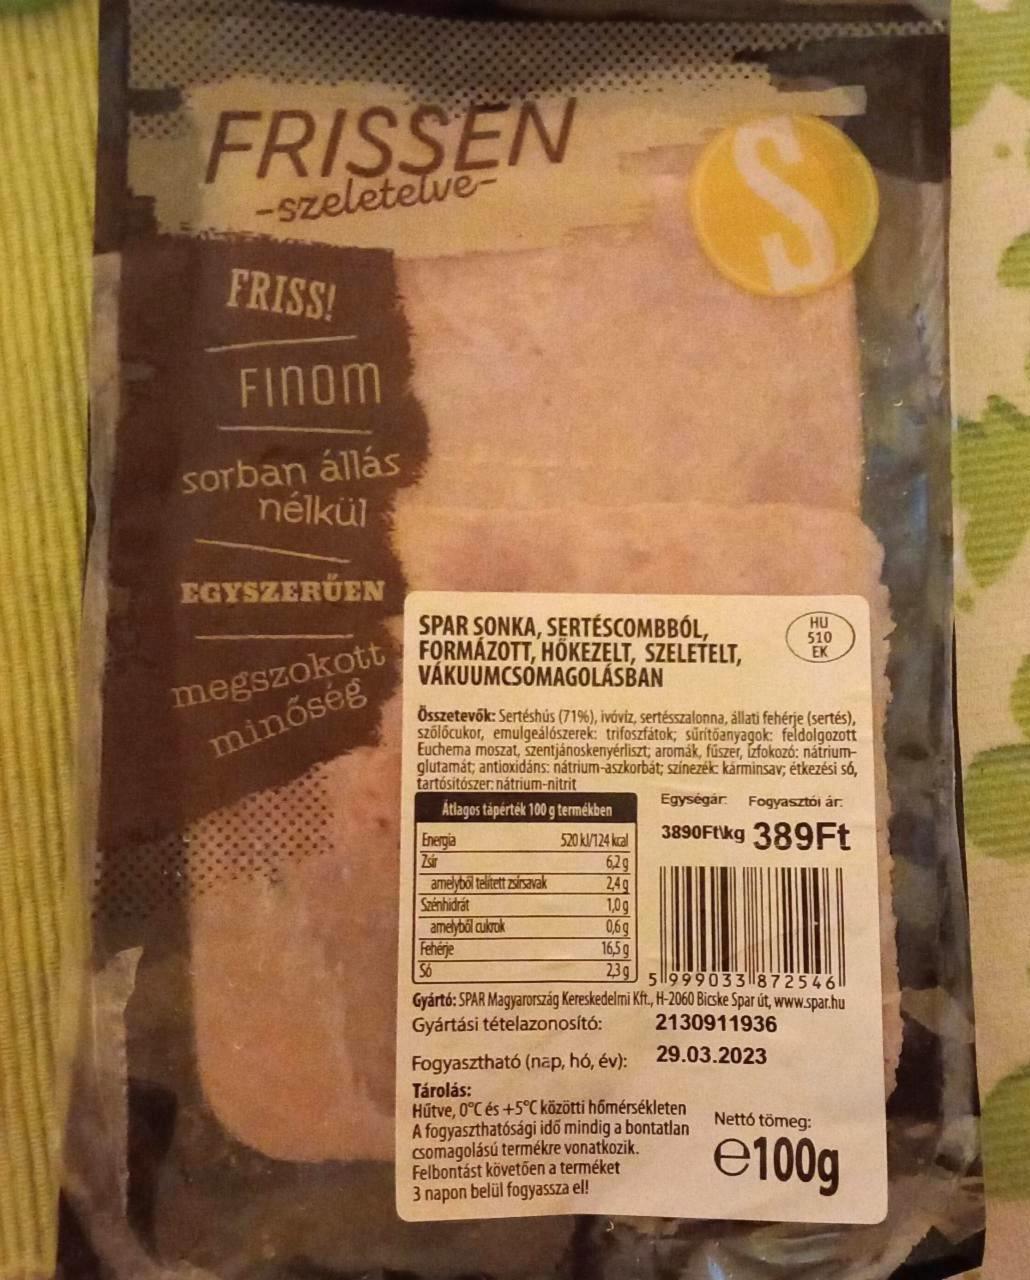 FRISSEN
-szeletelve-
S
FRISS!
FINOM
sorban állás
nélkül
EGYSZERŰEN
megszokott
minőség
SPAR SONKA, SERTÉSCOMBBÓL,
FORMÁZOTT, HŐKEZELT, SZELETELT,
VÁKUUMCSOMAGOLÁSBAN
HU
510
EK
Összetevők: Sertéshús (71%), ivóvíz, sertésszalonna, állati fehérje (sertés),
szőlőcukor, emulgeálószerek: trifoszfátok; sűrítőanyagok: feldolgozott
Euchema moszat, szentjánoskenyérliszt; aromák, fűszer, ízfokozó: nátrium-
glutamát; antioxidáns: nátrium-aszkorbát; színezék: kárminsav; étkezési só,
tartósítószer: nátrium-nitrit
Átlagos tápérték 100 g termékben
Energia 520 kJ/124 kcal
Zsír 6,2 g
amelyből telített zsírsavak 2,4 g
Szénhidrát 1,0 g
amelyből cukrok 0,6 g
Fehérje 16,5 g
Só 2,3 g
Egységár: Fogyasztói ár:
3890Ft\kg 389Ft
5 999033 872546
Gyártó: SPAR Magyarország Kereskedelmi Kft., H-2060 Bicske Spar út, www.spar.hu
Gyártási tételazonosító: 2130911936
Fogyasztható (nap, hó, év): 29.03.2023
Tárolás:
Hűtve, 0°C és +5°C közötti hőmérsékleten
A fogyaszthatósági idő mindig a bontatlan
csomagolású termékre vonatkozik.
Felbontást követően a terméket
3 napon belül fogyassza el!
Nettó tömeg:
℮100g